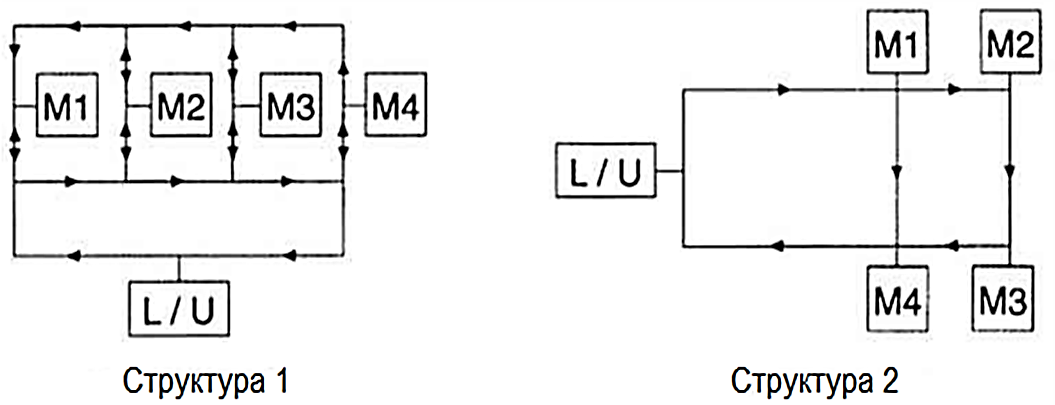 M1 M2 M3 M4
L / U
Структура 1
M1 M2
L / U
M4 M3
Структура 2